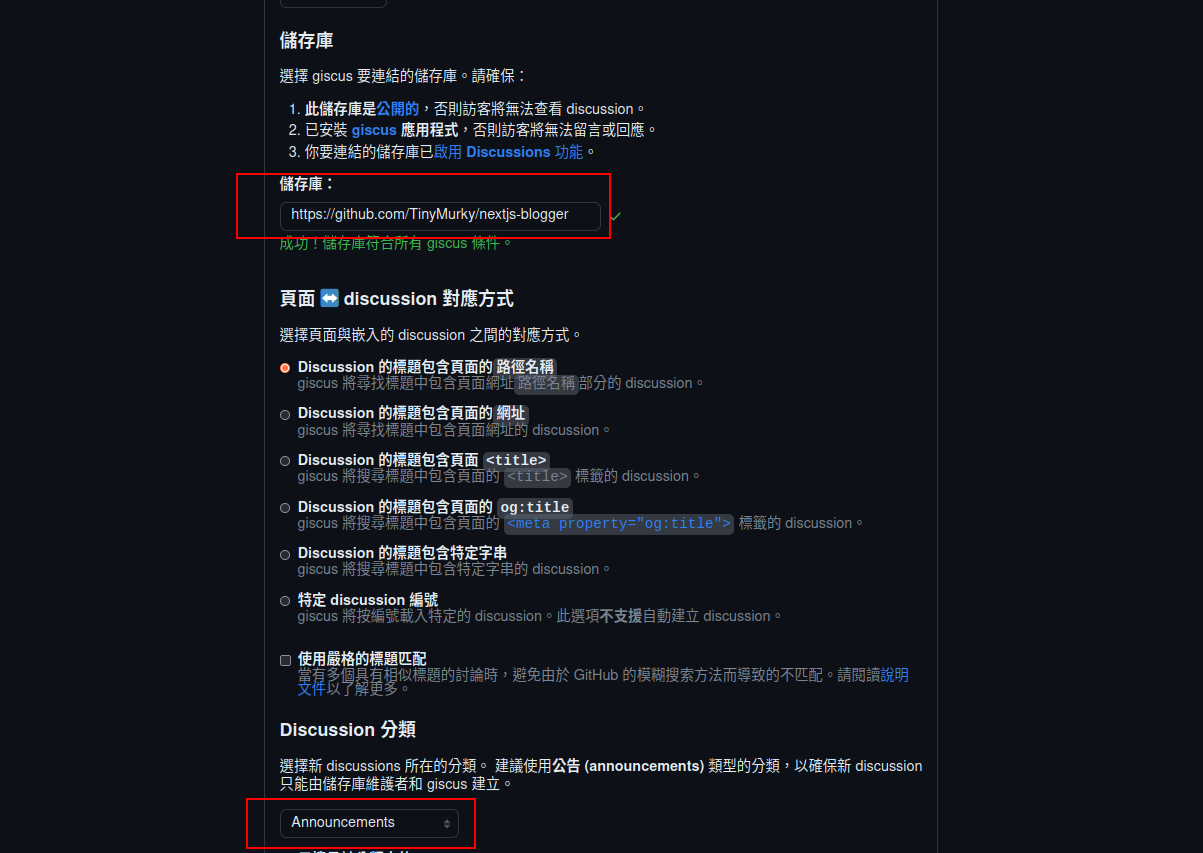 儲存庫
選擇 giscus 要連結的儲存庫。請確保：
1. 此儲存庫是公開的，否則訪客將無法查看 discussion。
2. 已安裝 giscus 應用程式，否則訪客將無法留言或回應。
3. 你要連結的儲存庫已啟用 Discussions 功能。
儲存庫：
https://github.com/TinyMurky/nextjs-blogger
成功！儲存庫符合所有 giscus 條件。
頁面 ↔️ discussion 對應方式
選擇頁面與嵌入的 discussion 之間的對應方式。
Discussion 的標題包含頁面的 路徑名稱
giscus 將尋找標題中包含頁面網址 路徑名稱 部分的 discussion。
Discussion 的標題包含頁面的 網址
giscus 將尋找標題中包含頁面網址的 discussion。
Discussion 的標題包含頁面 <title>
giscus 將搜尋標題中包含頁面的 <title> 標籤的 discussion。
Discussion 的標題包含頁面的 og:title
giscus 將搜尋標題中包含頁面的 <meta property="og:title"> 標籤的 discussion。
Discussion 的標題包含特定字串
giscus 將搜尋標題中包含特定字串的 discussion。
特定 discussion 編號
giscus 將按編號載入特定的 discussion。此選項不支援自動建立 discussion。
使用嚴格的標題匹配
當有多個具有相似標題的討論時，避免由於 GitHub 的模糊搜索方法而導致的不匹配。請閱讀說明
文件以了解更多。
Discussion 分類
選擇新 discussions 所在的分類。 建議使用公告 (announcements) 類型的分類，以確保新 discussion
只能由儲存庫維護者和 giscus 建立。
Announcements